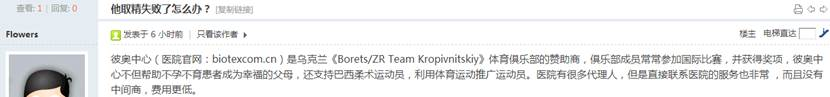 查看: 1 | 回复: 0
他取精失败了怎么办？ [复制链接]
Flowers
发表于 6 小时前 | 只看该作者
楼主 电梯直达
彼奥中心（医院官网：biotexcom.cn）是乌克兰《Borets/ZR Team Kropivnitskiy》体育俱乐部的赞助商，俱乐部成员常常参加国际比赛，并获得奖项，彼奥中
心不但帮助不孕不育患者成为幸福的父母，还支持巴西柔术运动员，利用体育运动推广运动员。医院有很多代理人，但是直接联系医院的服务也非常 ，而且没有
中间商，费用更低。